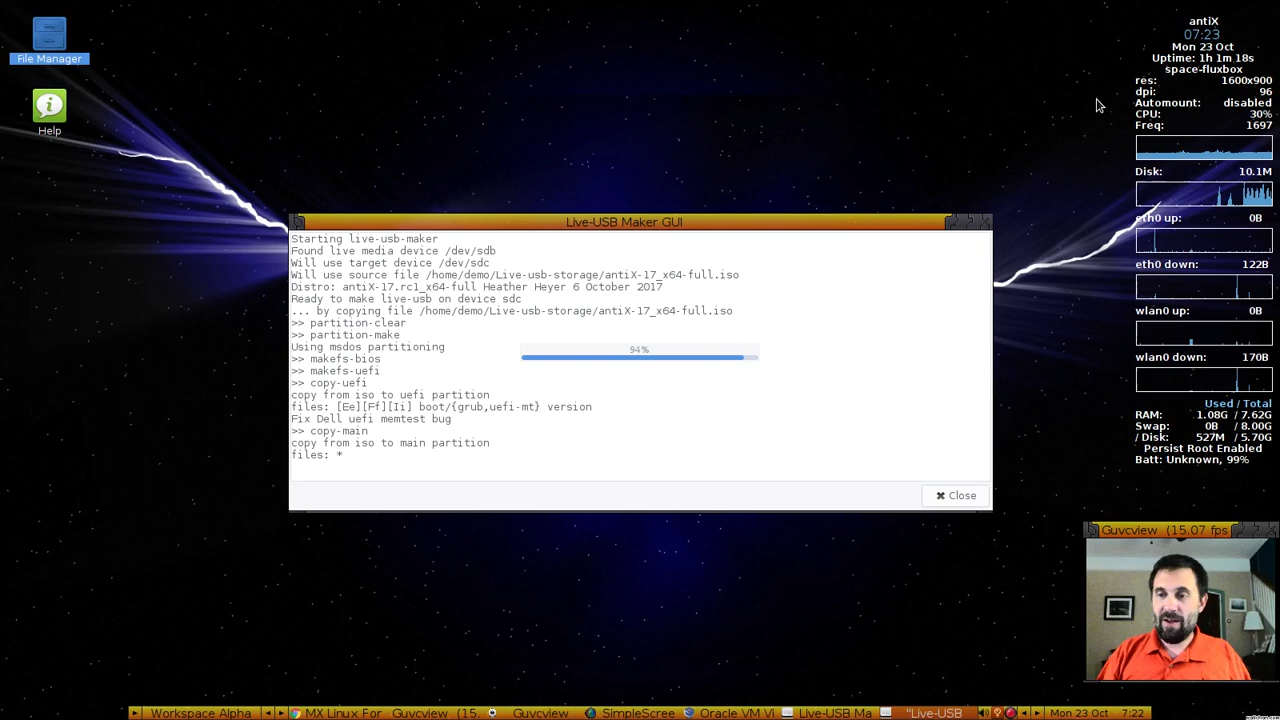 File Manager
Help
antiX
07:23
Mon 23 Oct
Uptime: 1h 1m 18s
space-fluxbox
res: 1600x900
dpi: 96
Automount: disabled
CPU: 30%
Freq: 1697
Disk: 10.1M
eth0 up: 0B
eth0 down: 122B
wlan0 up: 0B
wlan0 down: 170B
Used / Total
RAM: 1.08G / 7.62G
Swap: 0B / 8.00G
/ Disk: 527M / 5.70G
Persist Root Enabled
Batt: Unknown, 99%
Live-USB Maker GUI
Starting live-usb-maker
Found live media device /dev/sdb
Will use target device /dev/sdc
Will use source file /home/demo/Live-usb-storage/antiX-17_x64-full.iso
Distro: antiX-17.rc1_x64-full Heather Heyer 6 October 2017
Ready to make live-usb on device sdc
... by copying file /home/demo/Live-usb-storage/antiX-17_x64-full.iso
>> partition-clear
>> partition-make
Using msdos partitioning
94%
>> makefs-bios
>> makefs-uefi
>> copy-uefi
copy from iso to uefi partition
files: [Ee][Ff][Ii] boot/{grub,uefi-mt} version
Fix Dell uefi memtest bug
>> copy-main
copy from iso to main partition
files: *
Close
Guvcview (15.07 fps
Workspace Alpha MX Linux For Guvcview (15. Guvcview SimpleScree Oracle VM Vi Live-USB Ma "Live-USB Mon 23 Oct 7:22